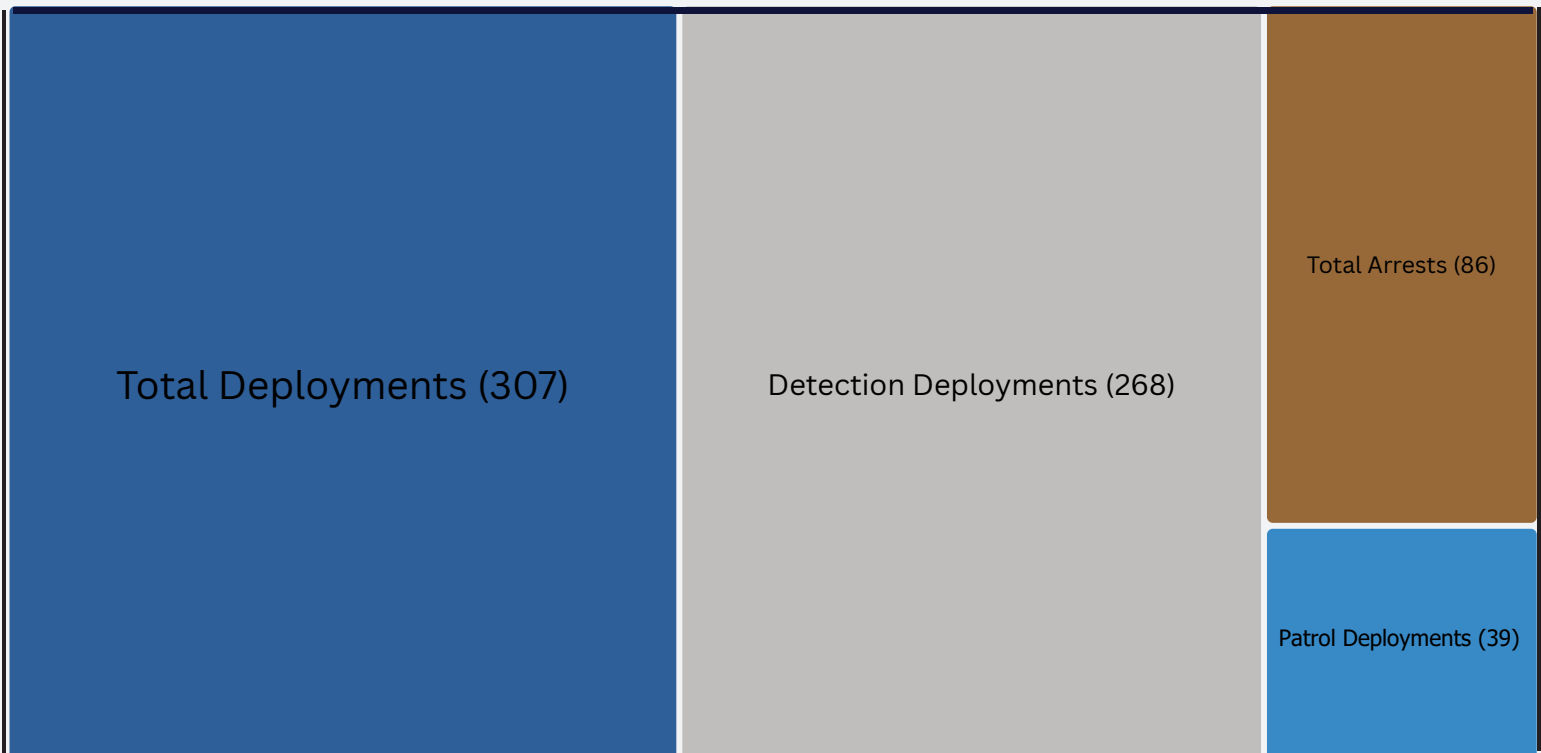 Total Deployments (307)
Detection Deployments (268)
Total Arrests (86)
Patrol Deployments (39)